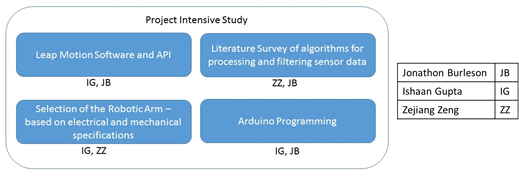 Project Intensive Study
Leap Motion Software and API
IG, JB
Literature Survey of algorithms for
processing and filtering sensor data
ZZ, JB
Selection of the Robotic Arm –
based on electrical and mechanical
specifications
IG, ZZ
Arduino Programming
IG, JB
Jonathon Burleson JB
Ishaan Gupta IG
Zejiang Zeng ZZ